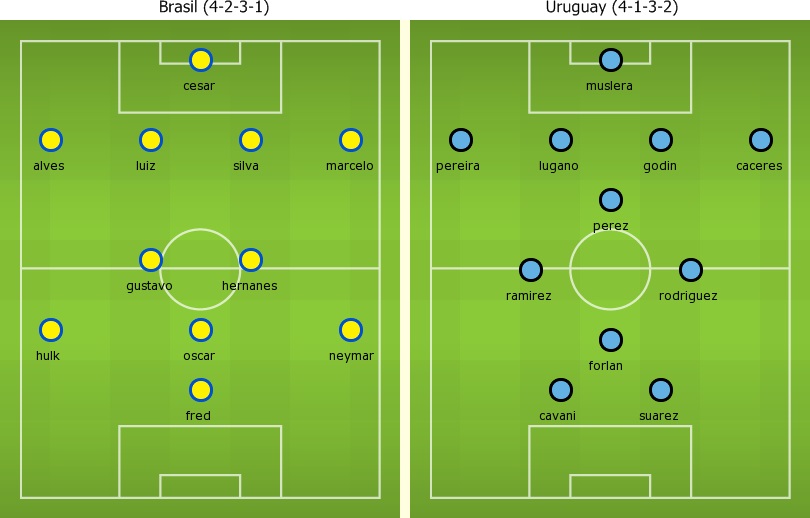 Brasil (4-2-3-1)
cesar
alves luiz silva marcelo
gustavo hernanes
hulk oscar neymar
fred
Uruguay (4-1-3-2)
muslera
pereira lugano godin caceres
perez
ramirez rodriguez
forlan
cavani suarez